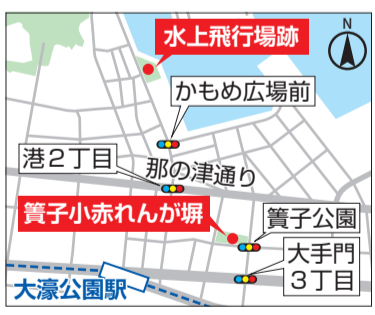 水上飛行場跡
N
かもめ広場前
港2丁目
那の津通り
簀子小赤れんが塀
簀子公園
大手門
3丁目
大濠公園駅